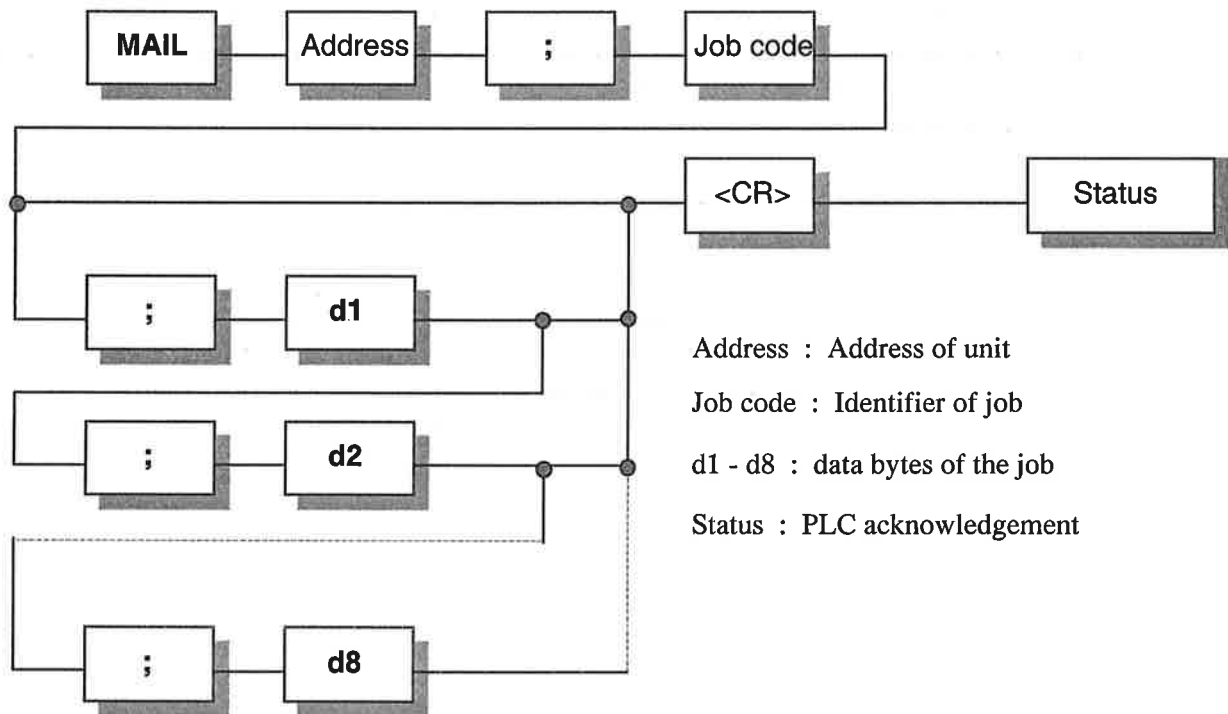 MAIL Address ; Job code
<CR> Status
; d1
Address : Address of unit
Job code : Identifier of job
; d2
d1 - d8 : data bytes of the job
Status : PLC acknowledgement
; d8